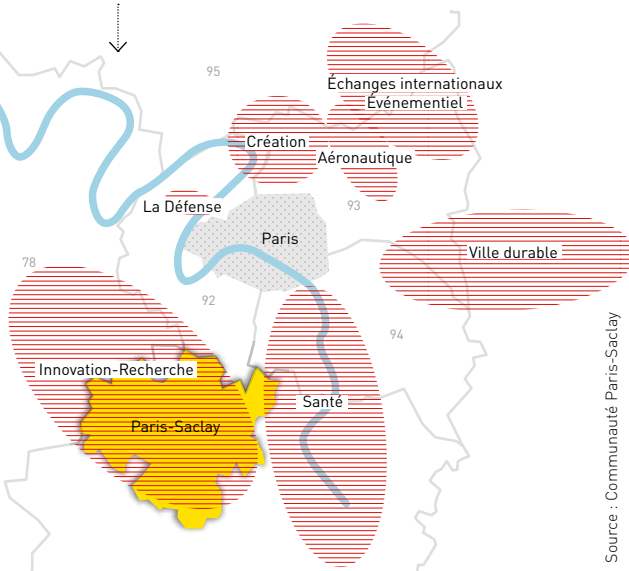 95
Échanges internationaux
Événementiel
Création
Aéronautique
La Défense
93
Paris
Ville durable
78
92
94
Innovation-Recherche
Santé
Paris-Saclay
Source : Communauté Paris-Saclay